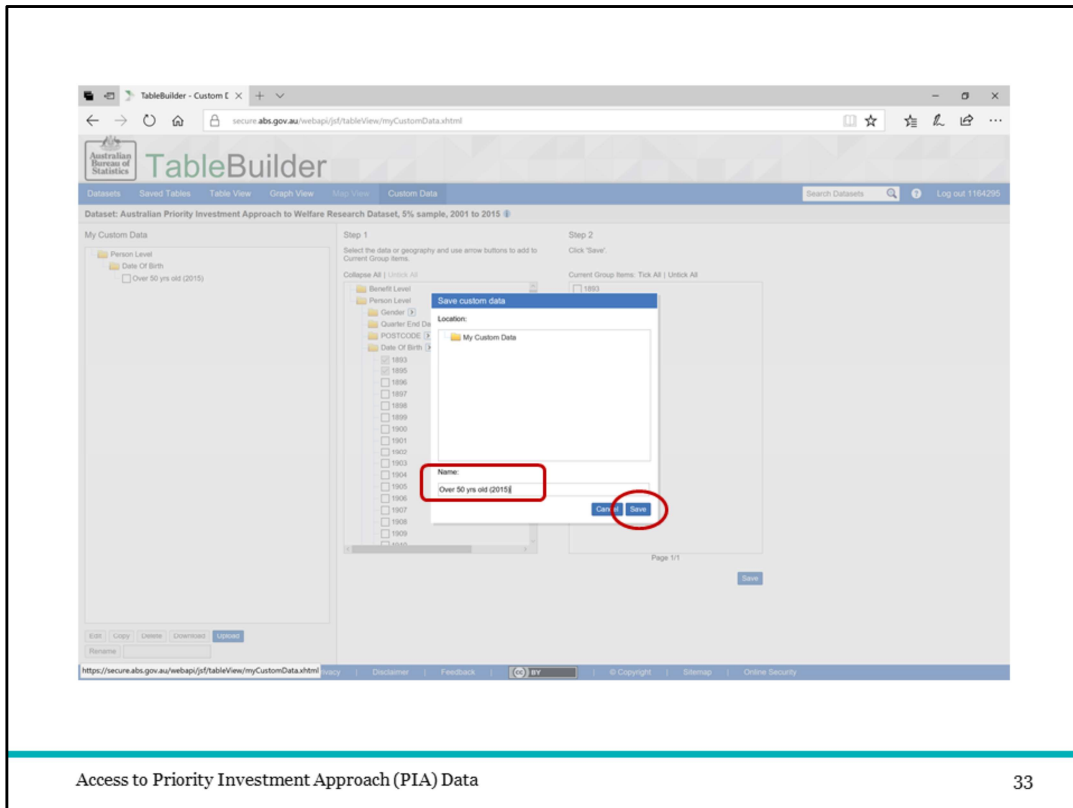 TableBuilder - Custom D
secure.abs.gov.au/webapi/jsf/tableView/myCustomData.xhtml
Australian
Bureau of
Statistics
TableBuilder
Datasets Saved Tables Table View Graph View Map View Custom Data Search Datasets Log out 1164295
Dataset: Australian Priority Investment Approach to Welfare Research Dataset, 5% sample, 2001 to 2015
My Custom Data
Person Level
Date Of Birth
Over 50 yrs old (2015)
Step 1
Select the data or geography and use arrow buttons to add to
Current Group items.
Collapse All | Untick All
Benefit Level
Person Level
Gender
Quarter End Da
POSTCODE
Date Of Birth
1893
1895
1896
1897
1898
1899
1900
1901
1902
1903
1904
1905
1906
1907
1908
1909
Step 2
Click 'Save'.
Current Group Items: Tick All | Untick All
1893
Save custom data
Location:
My Custom Data
Name:
Over 50 yrs old (2015)
Cancel Save
Page 1/1
Save
Edit Copy Delete Download Upload
Rename
https://secure.abs.gov.au/webapi/jsf/tableView/myCustomData.xhtml
| Disclaimer | Feedback | (cc) BY | © Copyright | Sitemap | Online Security
Access to Priority Investment Approach (PIA) Data 33